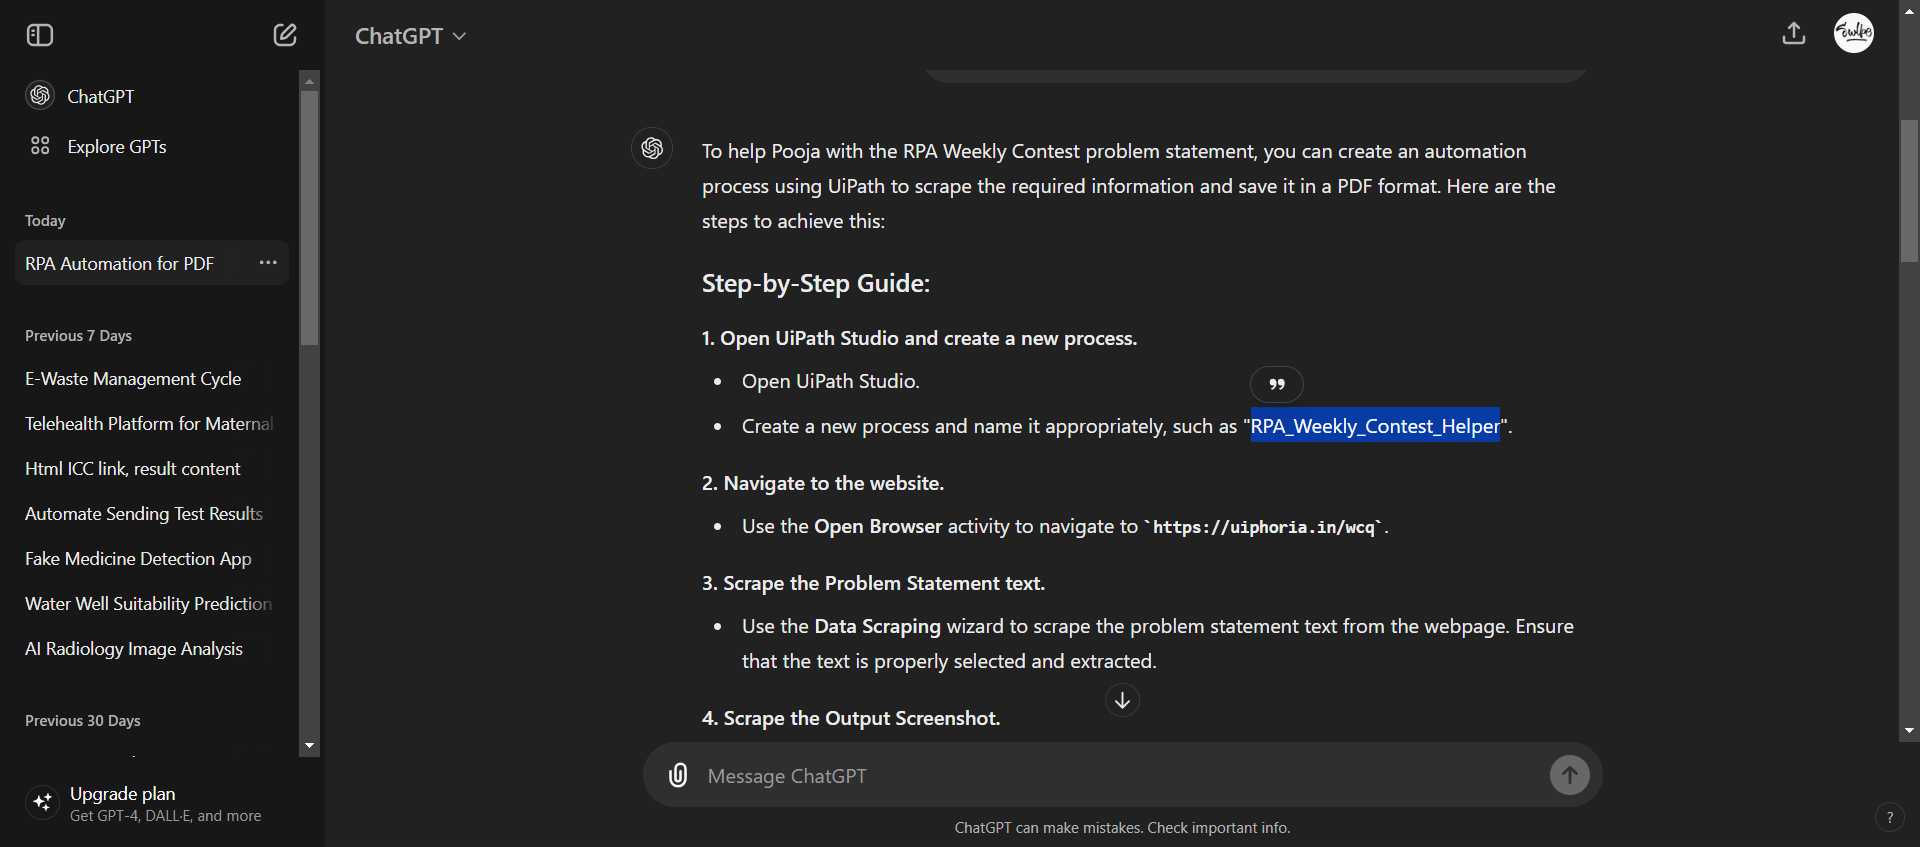 ChatGPT
ChatGPT
Explore GPTs
Today
RPA Automation for PDF
Previous 7 Days
E-Waste Management Cycle
Telehealth Platform for Maternal
Html ICC link, result content
Automate Sending Test Results
Fake Medicine Detection App
Water Well Suitability Prediction
AI Radiology Image Analysis
Previous 30 Days
Upgrade plan
Get GPT-4, DALL·E, and more
To help Pooja with the RPA Weekly Contest problem statement, you can create an automation
process using UiPath to scrape the required information and save it in a PDF format. Here are the
steps to achieve this:
Step-by-Step Guide:
1. Open UiPath Studio and create a new process.
• Open UiPath Studio.
• Create a new process and name it appropriately, such as "RPA_Weekly_Contest_Helper".
2. Navigate to the website.
• Use the Open Browser activity to navigate to `https://uiphoria.in/wcq`.
3. Scrape the Problem Statement text.
• Use the Data Scraping wizard to scrape the problem statement text from the webpage. Ensure
that the text is properly selected and extracted.
4. Scrape the Output Screenshot.
Message ChatGPT
ChatGPT can make mistakes. Check important info.
?